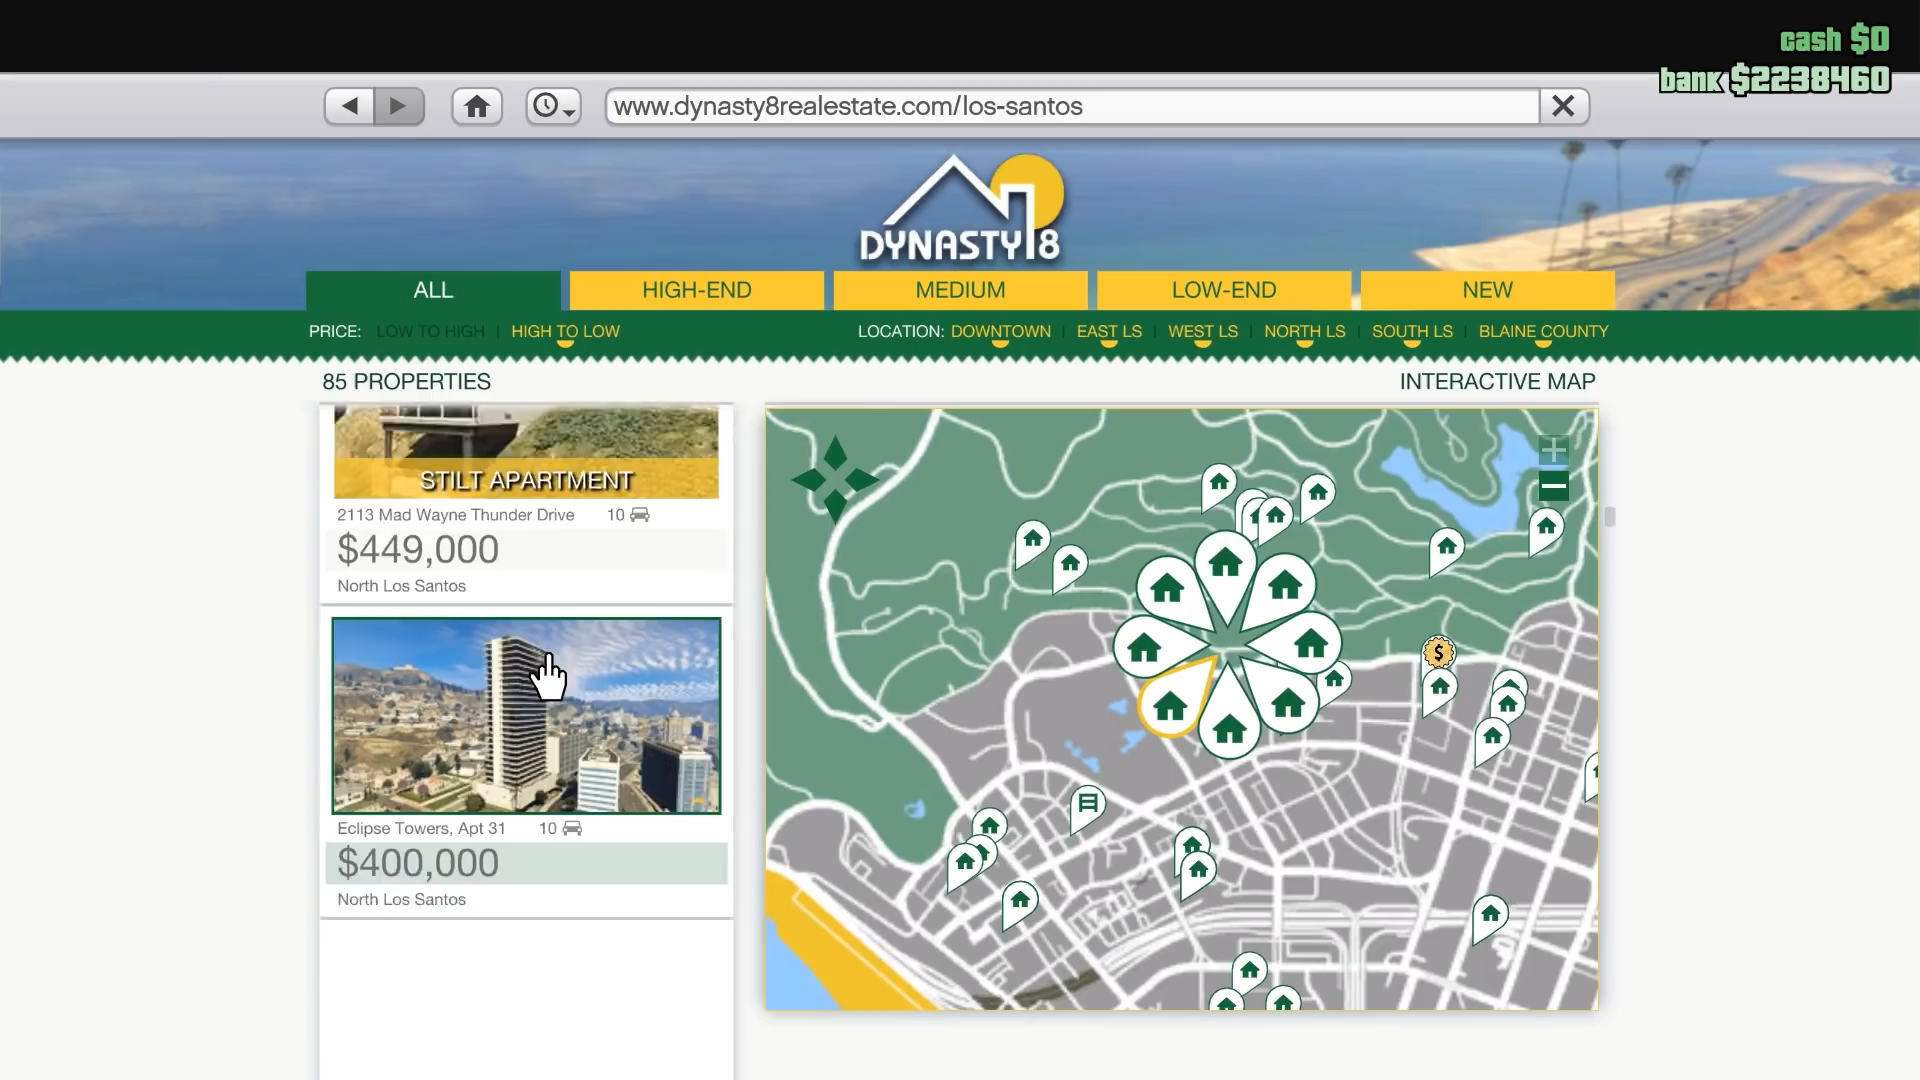 cash $0
bank $2238460
www.dynasty8realestate.com/los-santos
DYNASTY 8
ALL
HIGH-END
MEDIUM
LOW-END
NEW
PRICE: LOW TO HIGH | HIGH TO LOW
LOCATION: DOWNTOWN | EAST LS | WEST LS | NORTH LS | SOUTH LS | BLAINE COUNTY
85 PROPERTIES
INTERACTIVE MAP
STILT APARTMENT
2113 Mad Wayne Thunder Drive 10
$449,000
North Los Santos
Eclipse Towers, Apt 31 10
$400,000
North Los Santos
$